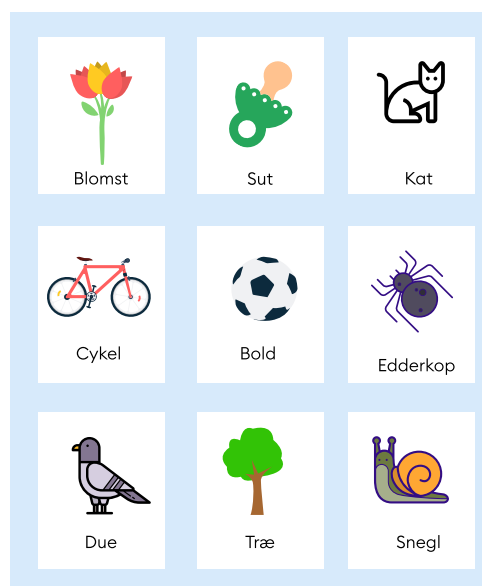 Blomst
Sut
Kat
Cykel
Bold
Edderkop
Due
Træ
Snegl